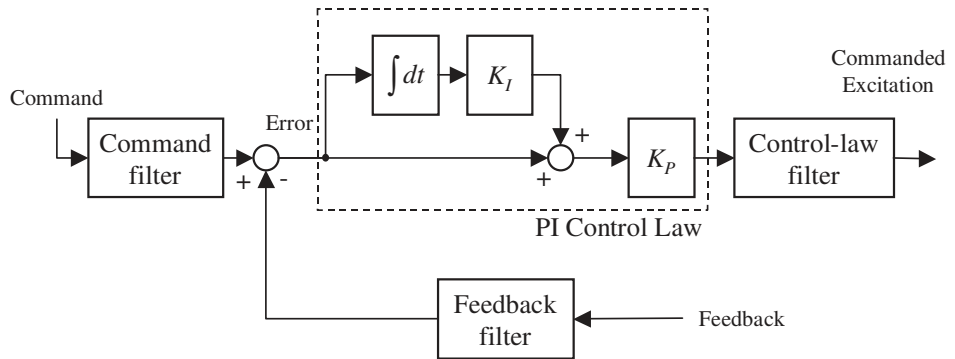 Command
Command
filter
+
-
Error
∫dt
K_I
+
+
K_P
PI Control Law
Control-law
filter
Commanded
Excitation
Feedback
filter
Feedback